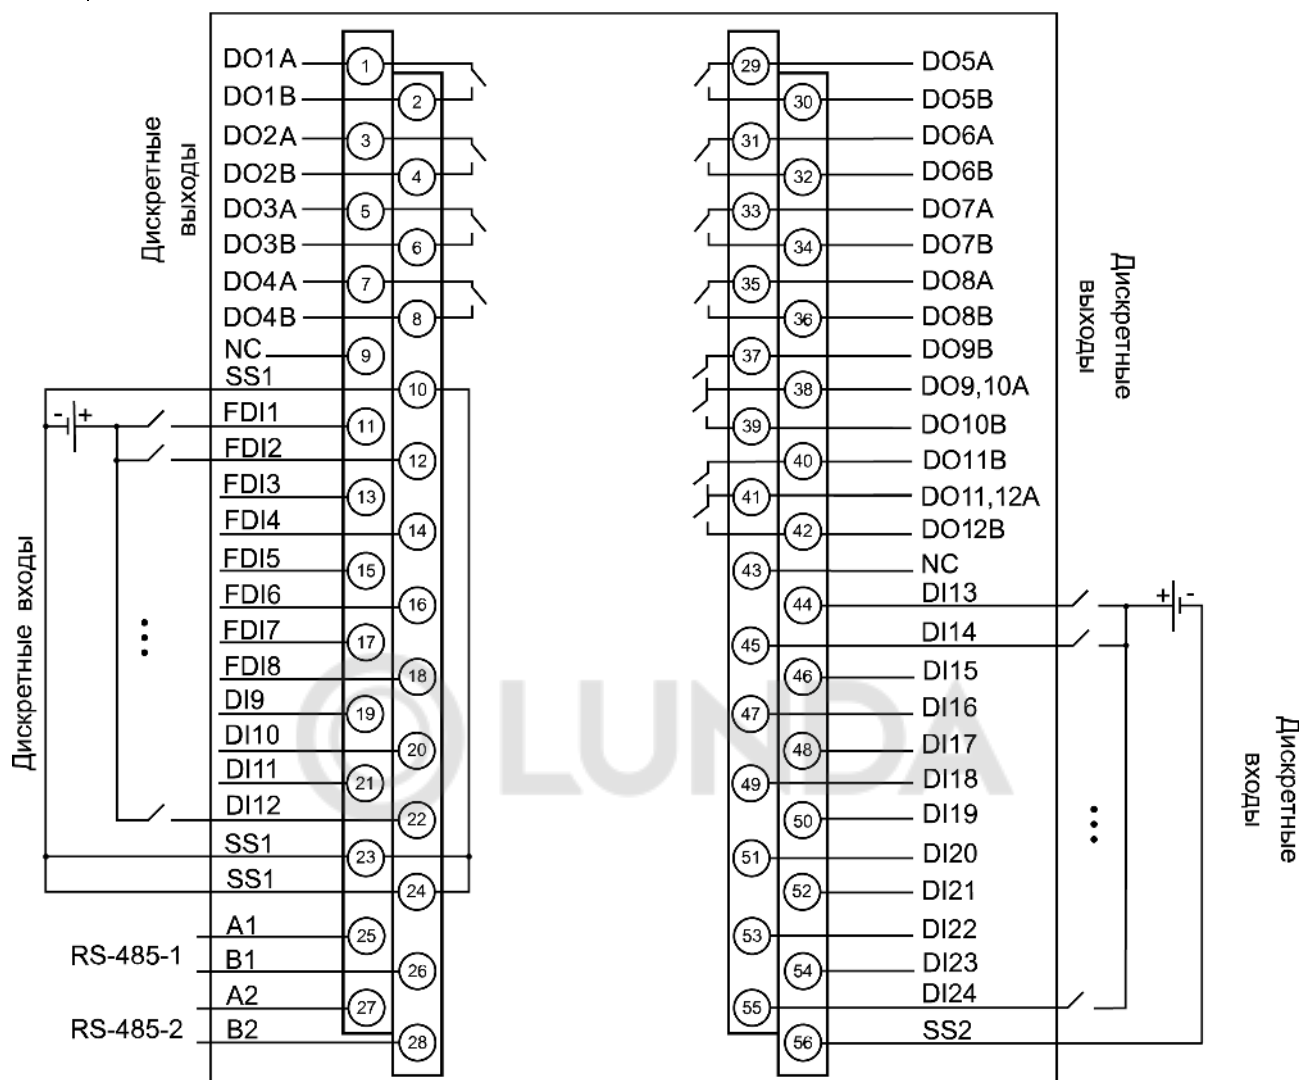 Дискретные
выходы
DO1A 1
DO1B 2
DO2A 3
DO2B 4
DO3A 5
DO3B 6
DO4A 7
DO4B 8
NC 9
SS1 10
- +
FDI1 11
FDI2 12
FDI3 13
FDI4 14
FDI5 15
FDI6 16
FDI7 17
FDI8 18
DI9 19
DI10 20
DI11 21
DI12 22
SS1 23
SS1 24
Дискретные входы
RS-485-1
A1 25
B1 26
RS-485-2
A2 27
B2 28
29 DO5A
30 DO5B
31 DO6A
32 DO6B
33 DO7A
34 DO7B
35 DO8A
36 DO8B
37 DO9B
38 DO9,10A
39 DO10B
40 DO11B
41 DO11,12A
42 DO12B
43 NC
44 DI13
45 DI14
46 DI15
47 DI16
48 DI17
49 DI18
50 DI19
51 DI20
52 DI21
53 DI22
54 DI23
55 DI24
56 SS2
Дискретные
выходы
+ -
Дискретные
входы
LUNDA